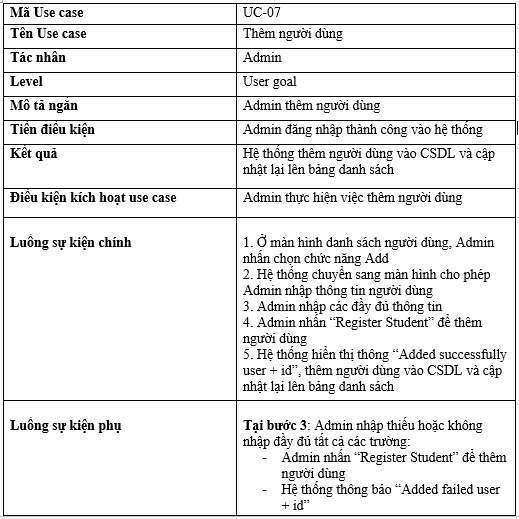 Mã Use case UC-07
Tên Use case Thêm người dùng
Tác nhân Admin
Level User goal
Mô tả ngắn Admin thêm người dùng
Tiền điều kiện Admin đăng nhập thành công vào hệ thống
Kết quả Hệ thống thêm người dùng vào CSDL và cập
nhật lại lên bảng danh sách
Điều kiện kích hoạt use case Admin thực hiện việc thêm người dùng
Luồng sự kiện chính 1. Ở màn hình danh sách người dùng, Admin
nhấn chọn chức năng Add
2. Hệ thống chuyển sang màn hình cho phép
Admin nhập thông tin người dùng
3. Admin nhập các đầy đủ thông tin
4. Admin nhấn “Register Student” để thêm
người dùng
5. Hệ thống hiển thị thông “Added successfully
user + id”, thêm người dùng vào CSDL và cập
nhật lại lên bảng danh sách
Luồng sự kiện phụ Tại bước 3: Admin nhập thiếu hoặc không
nhập đầy đủ tất cả các trường:
- Admin nhấn “Register Student” để thêm
người dùng
- Hệ thống thông báo “Added failed user
+ id”